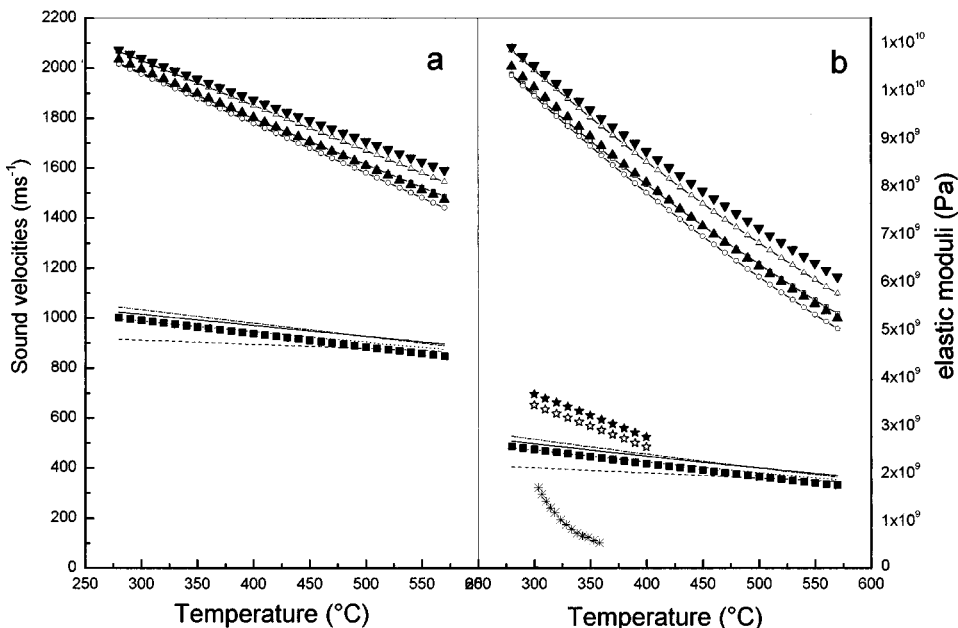 2200
2000
1800
1600
1400
1200
1000
800
600
400
200
0
Sound velocities (ms⁻¹)
a
b
1x10¹⁰
1x10¹⁰
9x10⁹
8x10⁹
7x10⁹
6x10⁹
5x10⁹
4x10⁹
3x10⁹
2x10⁹
1x10⁹
0
elastic moduli (Pa)
250 300 350 400 450 500 550
300 350 400 450 500 550 600
Temperature (°C)
Temperature (°C)